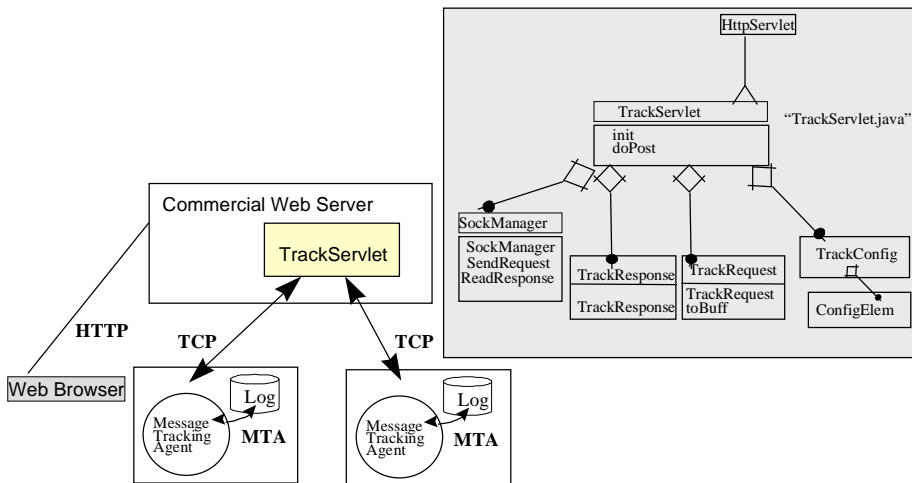 HttpServlet
TrackServlet
“TrackServlet.java”
init
doPost
SockManager
SockManager
SendRequest
ReadResponse
TrackResponse
TrackResponse
TrackRequest
TrackRequest
toBuff
TrackConfig
ConfigElem
Commercial Web Server
TrackServlet
HTTP
TCP
TCP
Web Browser
Log
Message
Tracking
Agent
MTA
Log
Message
Tracking
Agent
MTA